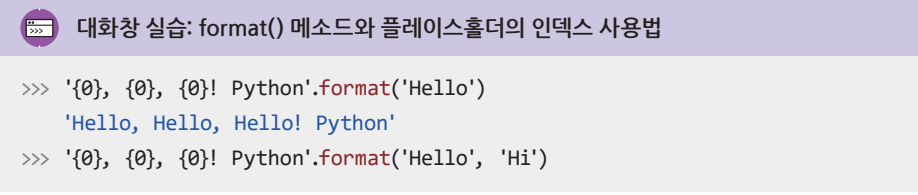 대화창 실습: format() 메소드와 플레이스홀더의 인덱스 사용법
>>> '{0}, {0}, {0}! Python'.format('Hello')
'Hello, Hello, Hello! Python'
>>> '{0}, {0}, {0}! Python'.format('Hello', 'Hi')